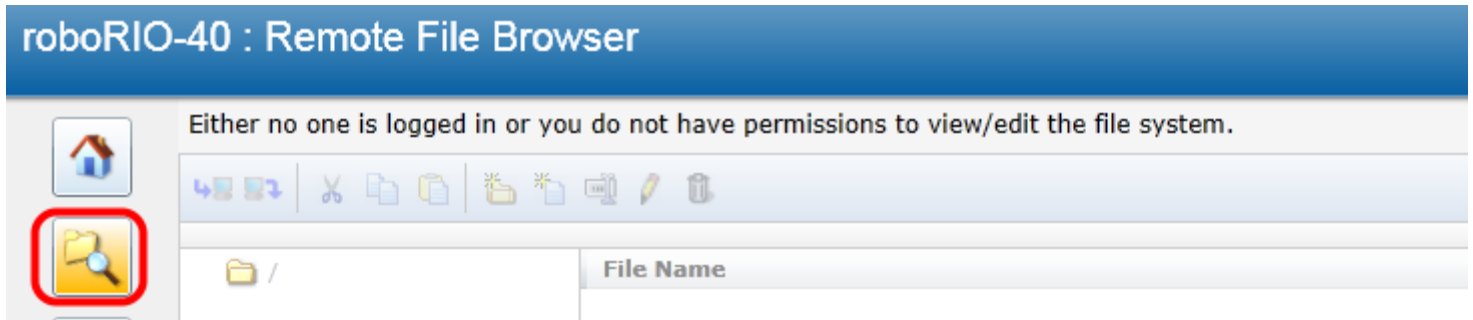 roboRIO-40 : Remote File Browser
Either no one is logged in or you do not have permissions to view/edit the file system.
/
File Name